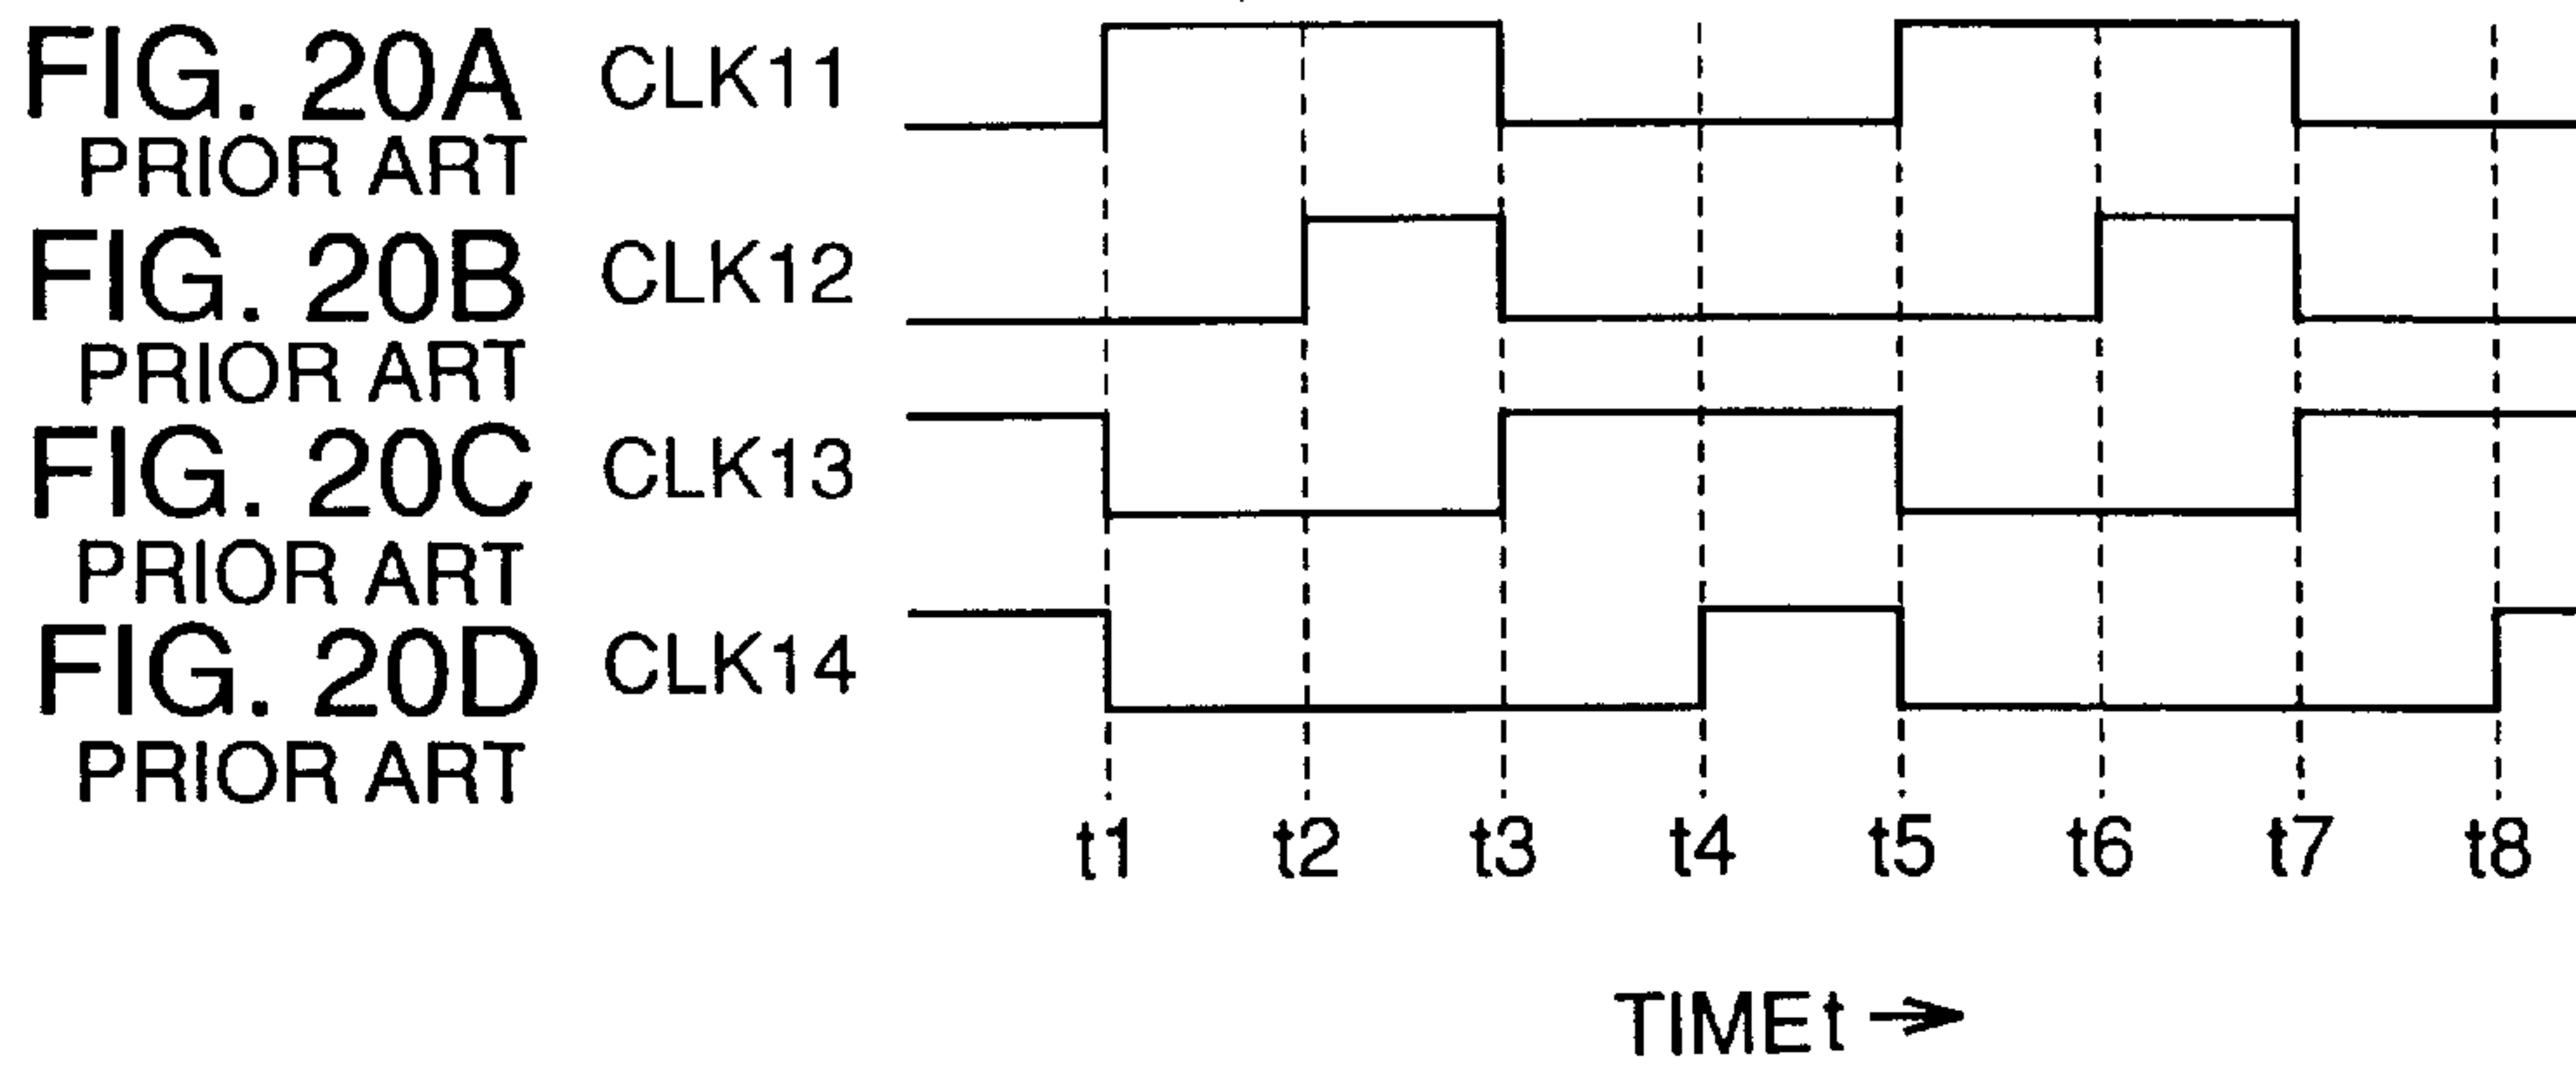 FIG. 20A CLK11
PRIOR ART
FIG. 20B CLK12
PRIOR ART
FIG. 20C CLK13
PRIOR ART
FIG. 20D CLK14
PRIOR ART
t1 t2 t3 t4 t5 t6 t7 t8
TIME t →